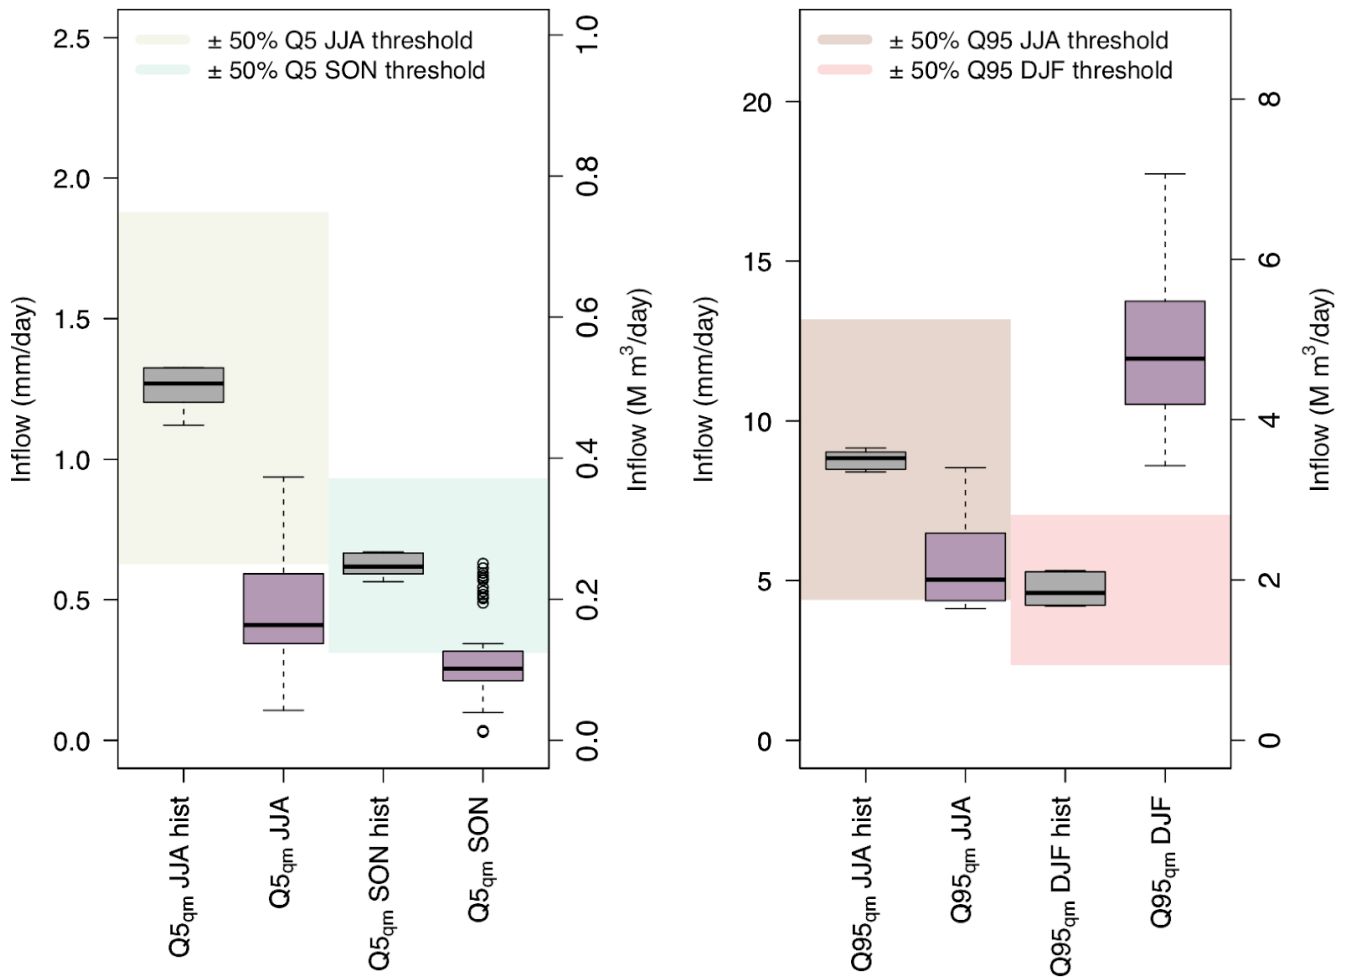 ± 50% Q5 JJA threshold
± 50% Q5 SON threshold
Inflow (mm/day)
2.5
2.0
1.5
1.0
0.5
0.0
1.0
0.8
0.6
0.4
0.2
0.0
Inflow (M m³/day)
Q5qm JJA hist
Q5qm JJA
Q5qm SON hist
Q5qm SON
± 50% Q95 JJA threshold
± 50% Q95 DJF threshold
Inflow (mm/day)
20
15
10
5
0
8
6
4
2
0
Inflow (M m³/day)
Q95qm JJA hist
Q95qm JJA
Q95qm DJF hist
Q95qm DJF